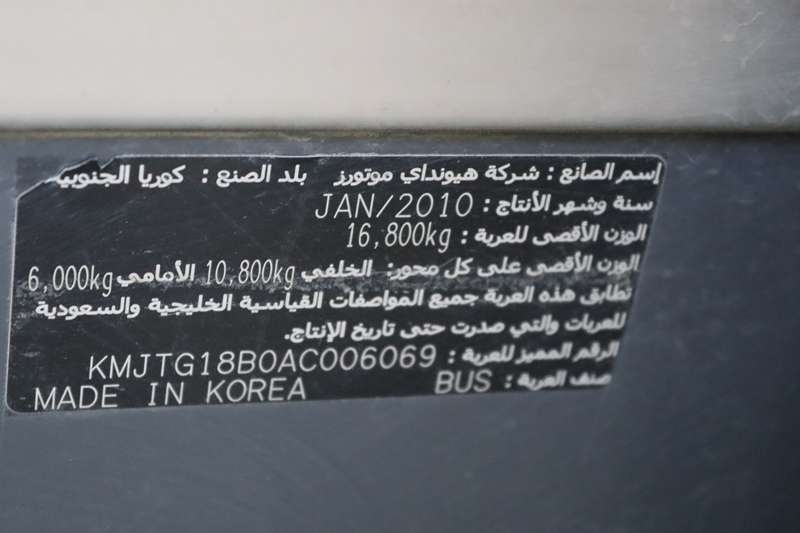 إسم الصانع : شركة هيونداي موتورز بلد الصنع : كوريا الجنوبية
سنة وشهر الأنتاج : JAN/2010
الوزن الأقصى للعربة : 16,800kg
الوزن الأقصى على كل محور: الخلفي 10,800kg الأمامي 6,000kg
تطابق هذه العربة جميع المواصفات القياسية الخليجية والسعودية
للعربات والتي صدرت حتى تاريخ الإنتاج.
الرقم المميز للعربة : KMJTG18B0AC006069
صنف العربة : BUS MADE IN KOREA